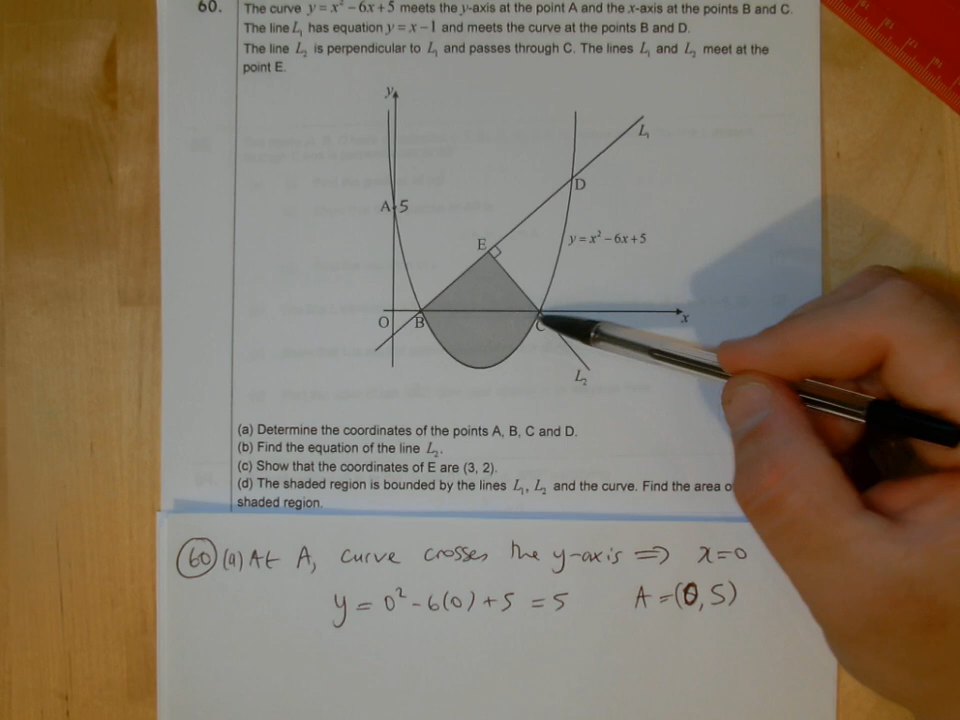 60. The curve y = x² − 6x + 5 meets the y-axis at the point A and the x-axis at the points B and C.
The line L₁ has equation y = x − 1 and meets the curve at the points B and D.
The line L₂ is perpendicular to L₁ and passes through C. The lines L₁ and L₂ meet at the
point E.
y
L₁
D
A 5
E
y = x² − 6x + 5
O B C x
L₂
(a) Determine the coordinates of the points A, B, C and D.
(b) Find the equation of the line L₂.
(c) Show that the coordinates of E are (3, 2).
(d) The shaded region is bounded by the lines L₁, L₂ and the curve. Find the area
shaded region.
60 (a) At A, curve crosses the y-axis ⇒ x=0
y = 0² - 6(0) + 5 = 5 A = (0, 5)